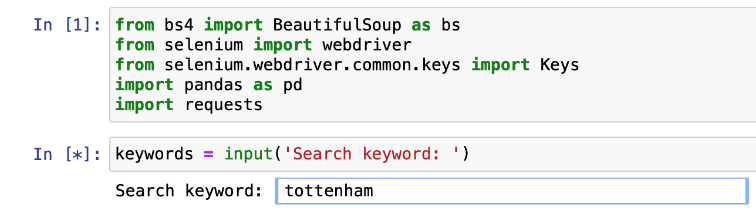 In [1]: from bs4 import BeautifulSoup as bs
from selenium import webdriver
from selenium.webdriver.common.keys import Keys
import pandas as pd
import requests
In [*]: keywords = input('Search keyword: ')
Search keyword: tottenham